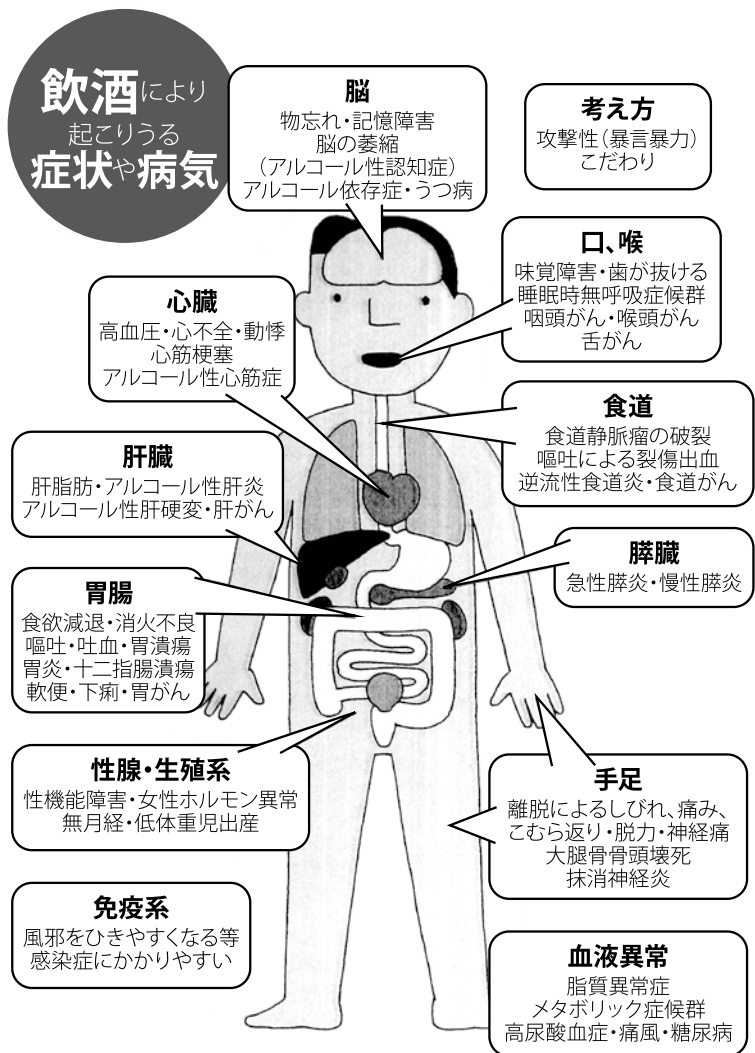 飲酒により
起こりうる
症状や病気
脳
物忘れ・記憶障害
脳の萎縮
（アルコール性認知症）
アルコール依存症・うつ病
考え方
攻撃性（暴言暴力）
こだわり
口、喉
味覚障害・歯が抜ける
睡眠時無呼吸症候群
咽頭がん・喉頭がん
舌がん
心臓
高血圧・心不全・動悸
心筋梗塞
アルコール性心筋症
食道
食道静脈瘤の破裂
嘔吐による裂傷出血
逆流性食道炎・食道がん
肝臓
肝脂肪・アルコール性肝炎
アルコール性肝硬変・肝がん
膵臓
急性膵炎・慢性膵炎
胃腸
食欲減退・消火不良
嘔吐・吐血・胃潰瘍
胃炎・十二指腸潰瘍
軟便・下痢・胃がん
性腺・生殖系
性機能障害・女性ホルモン異常
無月経・低体重児出産
手足
離脱によるしびれ、痛み、
こむら返り・脱力・神経痛
大腿骨骨頭壊死
抹消神経炎
免疫系
風邪をひきやすくなる等
感染症にかかりやすい
血液異常
脂質異常症
メタボリック症候群
高尿酸血症・痛風・糖尿病